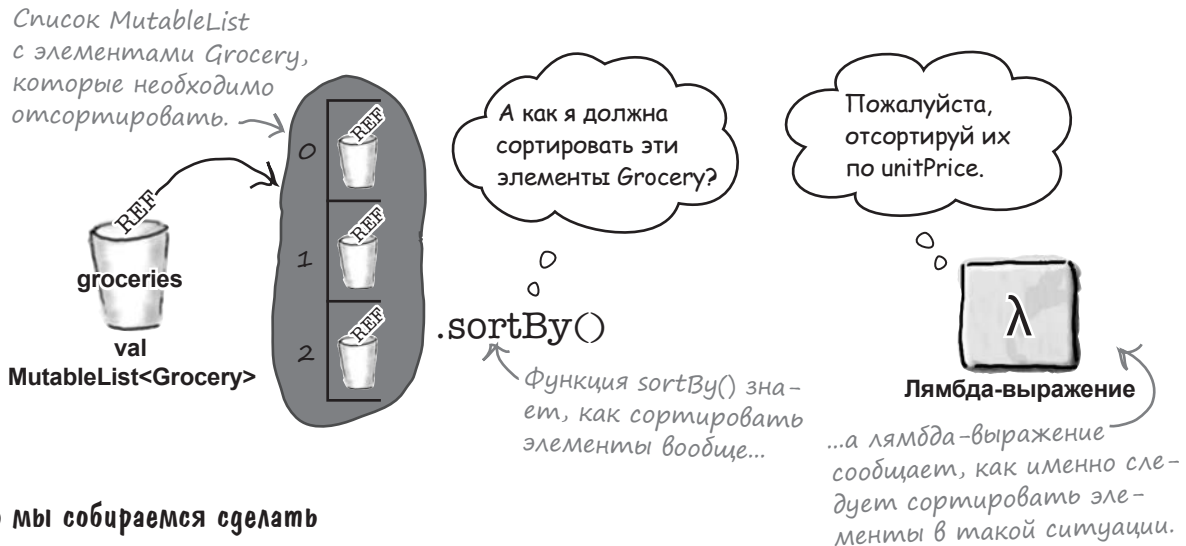 Список MutableList
с элементами Grocery,
которые необходимо
отсортировать.
REF
groceries
val
MutableList<Grocery>
0
REF
1
REF
2
REF
А как я должна
сортировать эти
элементы Grocery?
.sortBy()
Функция sortBy() зна-
ет, как сортировать
элементы вообще...
Пожалуйста,
отсортируй их
по unitPrice.
λ
Лямбда-выражение
...а лямбда-выражение
сообщает, как именно сле-
дует сортировать эле-
менты в такой ситуации.
мы собираемся сделать